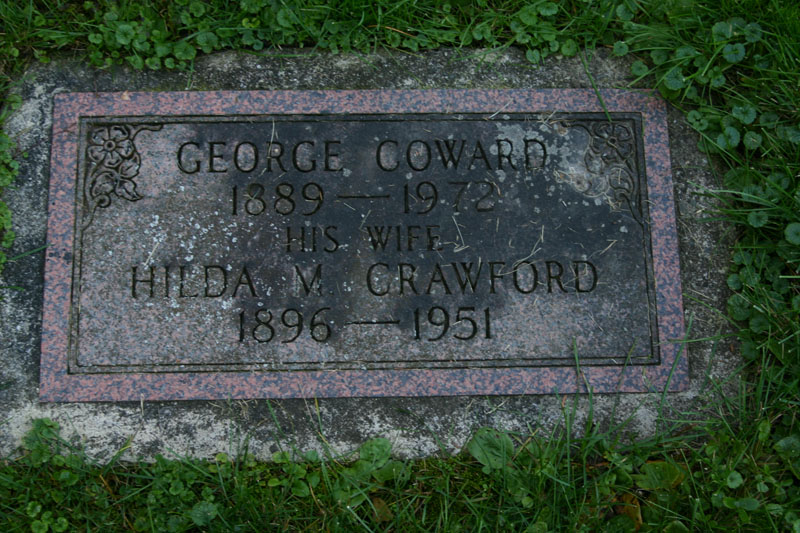 GEORGE COWARD
1889 — 1972
HIS WIFE
HILDA M. CRAWFORD
1896 — 1951